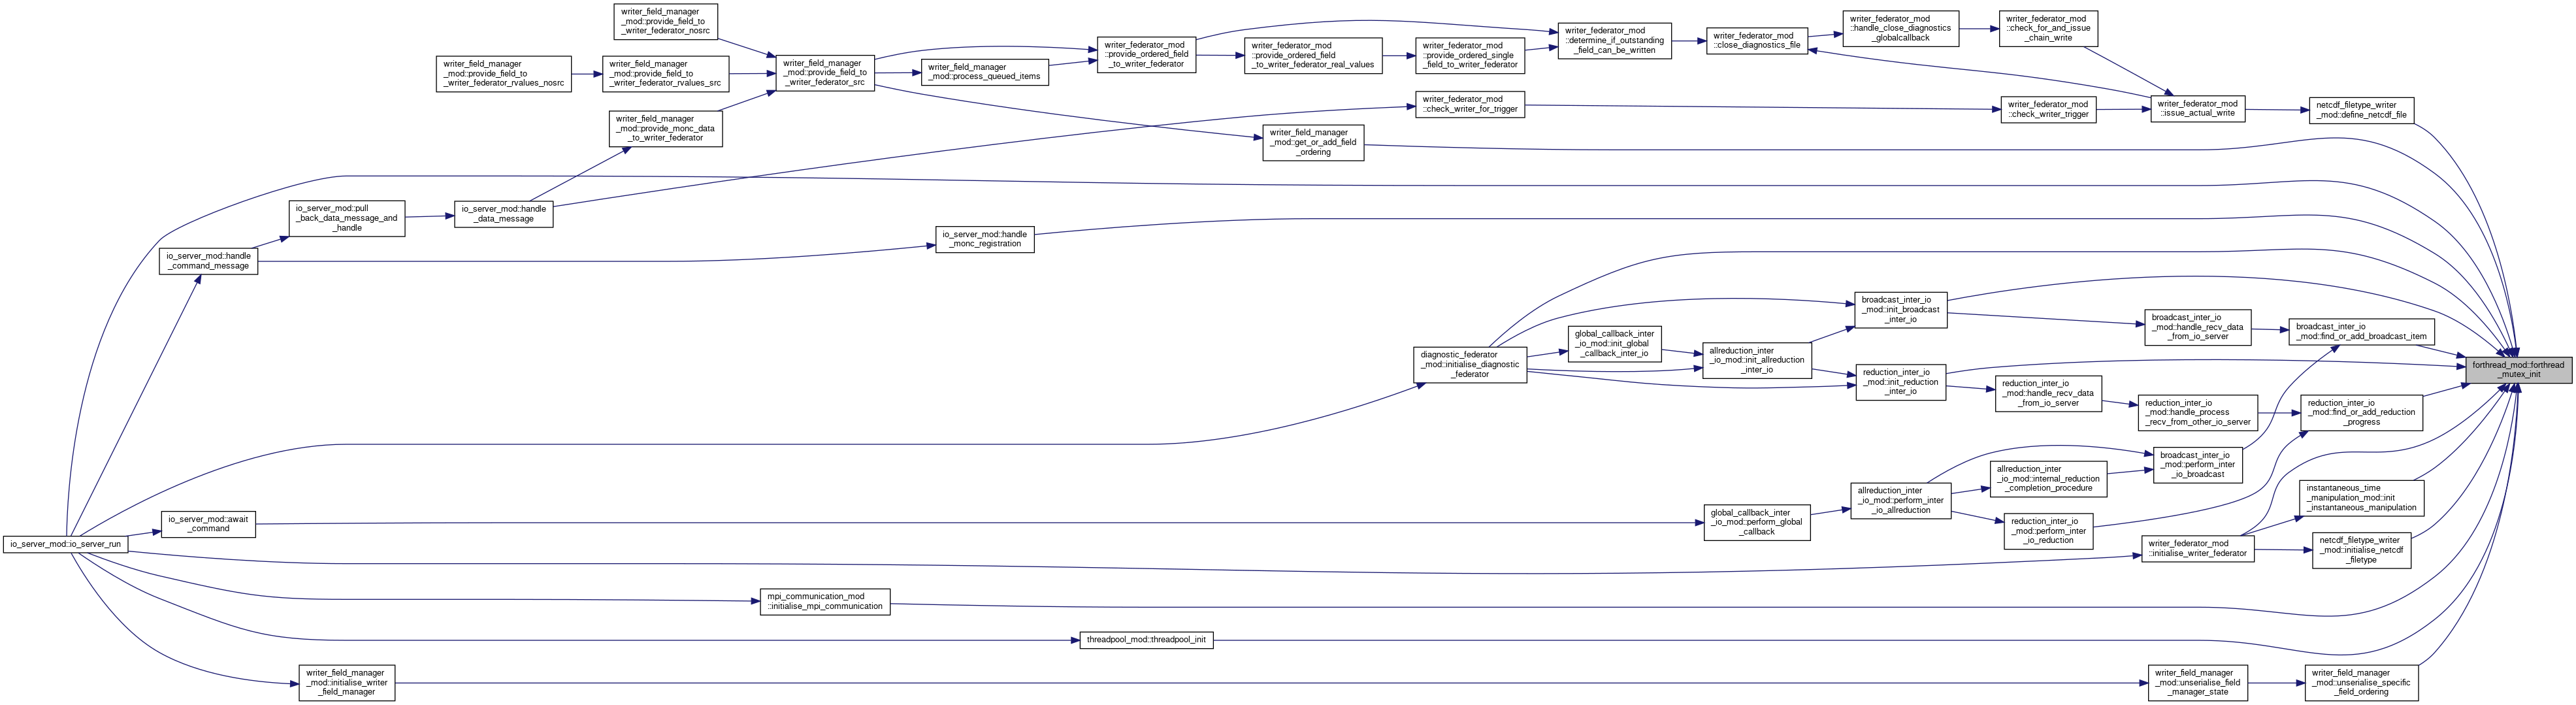 writer_field_manager
_mod::provide_field_to
_writer_federator_nosrc
writer_field_manager
_mod::provide_field_to
_writer_federator_rvalues_nosrc
writer_field_manager
_mod::provide_field_to
_writer_federator_rvalues_src
writer_field_manager
_mod::provide_field_to
_writer_federator_src
writer_field_manager
_mod::provide_monc_data
_to_writer_federator
writer_field_manager
_mod::process_queued_items
writer_federator_mod
::provide_ordered_field
_to_writer_federator
writer_federator_mod
::provide_ordered_field
_to_writer_federator_real_values
writer_federator_mod
::provide_ordered_single
_field_to_writer_federator
writer_federator_mod
::determine_if_outstanding
_field_can_be_written
writer_federator_mod
::close_diagnostics_file
writer_federator_mod
::handle_close_diagnostics
_globalcallback
writer_federator_mod
::check_for_and_issue
_chain_write
writer_federator_mod
::check_writer_for_trigger
writer_federator_mod
::check_writer_trigger
writer_federator_mod
::issue_actual_write
netcdf_filetype_writer
_mod::define_netcdf_file
writer_field_manager
_mod::get_or_add_field
_ordering
io_server_mod::pull
_back_data_message_and
_handle
io_server_mod::handle
_data_message
io_server_mod::handle
_command_message
io_server_mod::handle
_monc_registration
broadcast_inter_io
_mod::init_broadcast
_inter_io
broadcast_inter_io
_mod::handle_recv_data
_from_io_server
broadcast_inter_io
_mod::find_or_add_broadcast_item
global_callback_inter
_io_mod::init_global
_callback_inter_io
diagnostic_federator
_mod::initialise_diagnostic
_federator
allreduction_inter
_io_mod::init_allreduction
_inter_io
reduction_inter_io
_mod::init_reduction
_inter_io
reduction_inter_io
_mod::handle_recv_data
_from_io_server
reduction_inter_io
_mod::handle_process
_recv_from_other_io_server
reduction_inter_io
_mod::find_or_add_reduction
_progress
forthread_mod::forthread
_mutex_init
broadcast_inter_io
_mod::perform_inter
_io_broadcast
allreduction_inter
_io_mod::internal_reduction
_completion_procedure
allreduction_inter
_io_mod::perform_inter
_io_allreduction
reduction_inter_io
_mod::perform_inter
_io_reduction
global_callback_inter
_io_mod::perform_global
_callback
instantaneous_time
_manipulation_mod::init
_instantaneous_manipulation
io_server_mod::await
_command
io_server_mod::io_server_run
writer_federator_mod
::initialise_writer_federator
netcdf_filetype_writer
_mod::initialise_netcdf
_filetype
mpi_communication_mod
::initialise_mpi_communication
threadpool_mod::threadpool_init
writer_field_manager
_mod::initialise_writer
_field_manager
writer_field_manager
_mod::unserialise_field
_manager_state
writer_field_manager
_mod::unserialise_specific
_field_ordering